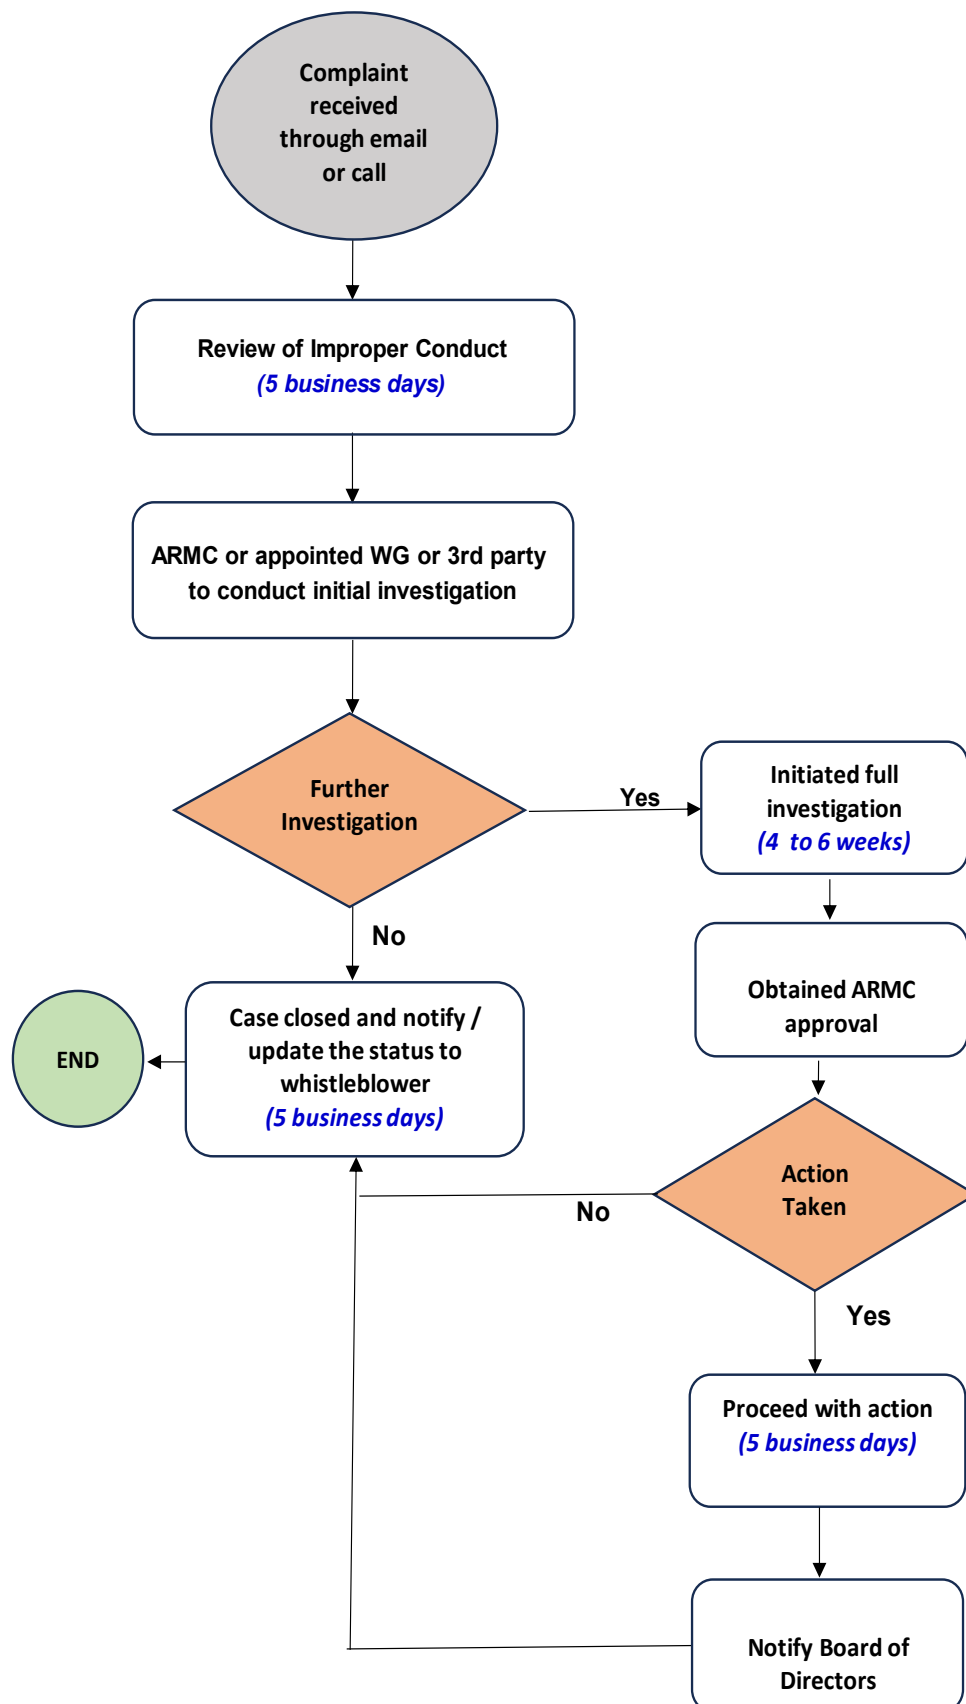 Complaint
received
through email
or call
Review of Improper Conduct
(5 business days)
ARMC or appointed WG or 3rd party
to conduct initial investigation
Further
Investigation
Yes
Initiated full
investigation
(4 to 6 weeks)
No
Obtained ARMC
approval
Case closed and notify /
update the status to
whistleblower
(5 business days)
END
Action
Taken
No
Yes
Proceed with action
(5 business days)
Notify Board of
Directors